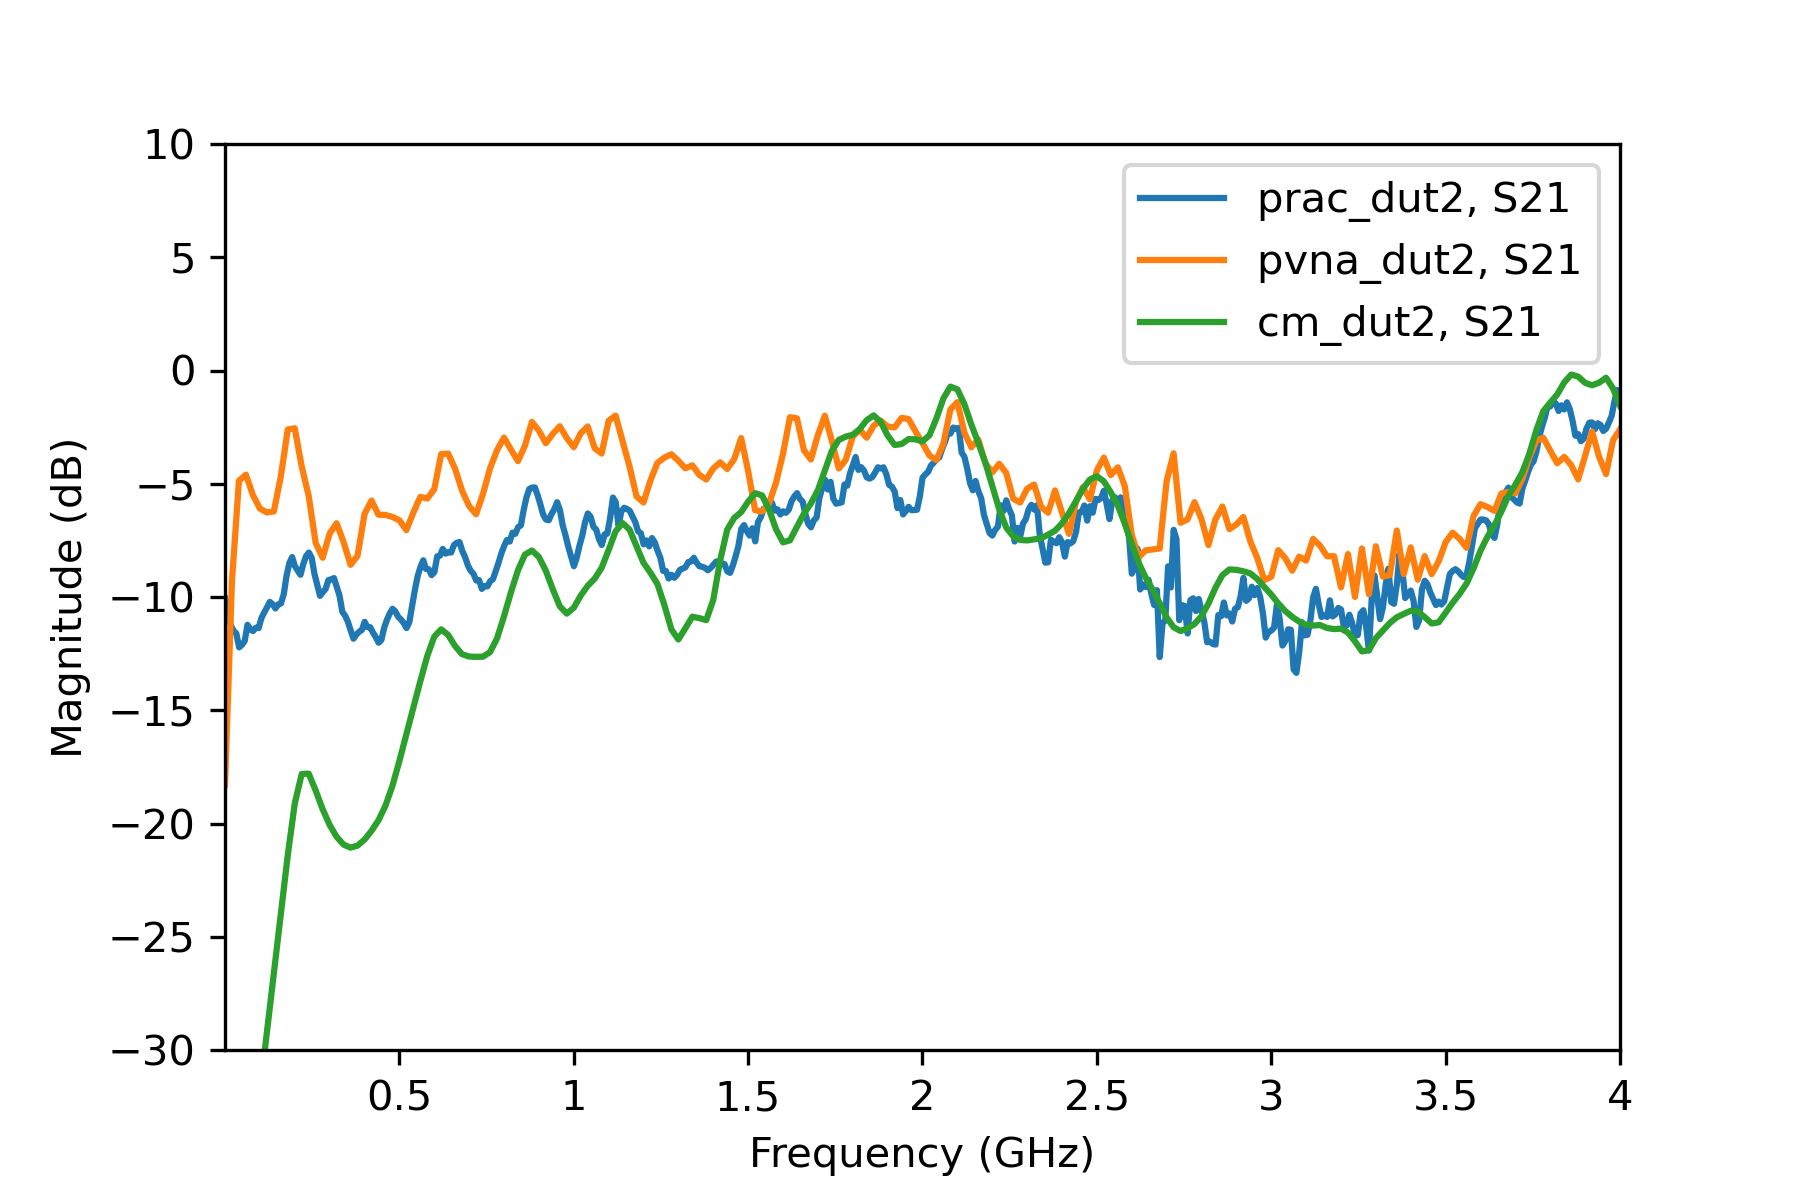 10
5
0
−5
−10
−15
−20
−25
−30
Magnitude (dB)
prac_dut2, S21
pvna_dut2, S21
cm_dut2, S21
0.5 1 1.5 2 2.5 3 3.5 4
Frequency (GHz)